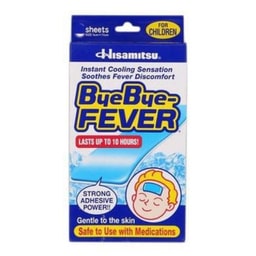 sheets
FOR
CHILDREN
Hisamitsu®
Instant Cooling Sensation
Soothes Fever Discomfort
ByeBye-
FEVER
LASTS UP TO 10 HOURS!
STRONG
ADHESIVE
POWER!!
Gentle to the skin
Safe to Use with Medications